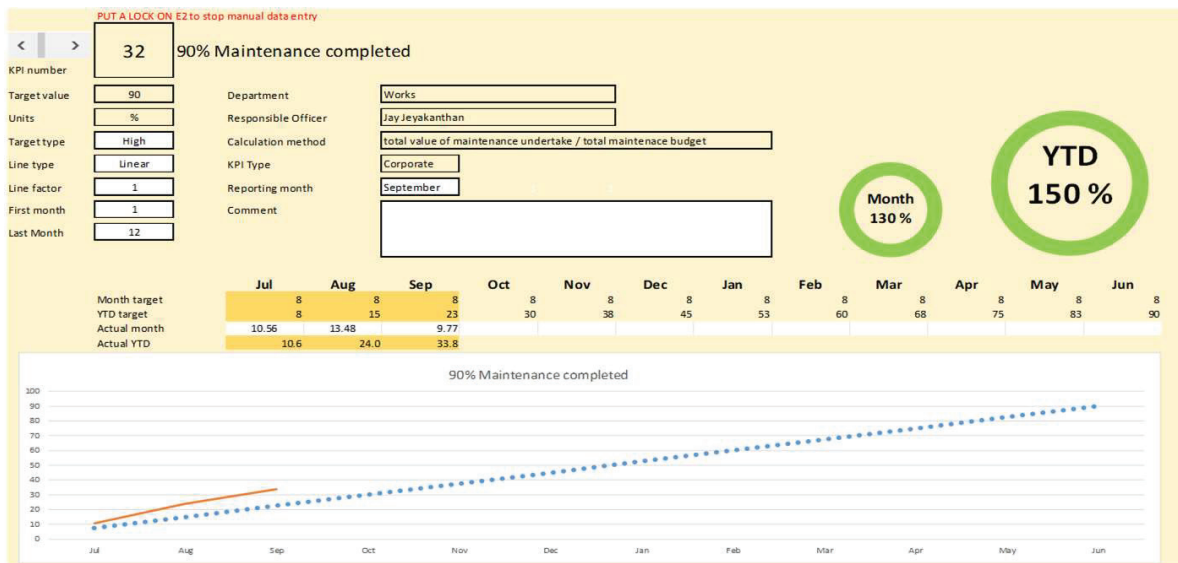 PUT A LOCK ON E2 to stop manual data entry
32 90% Maintenance completed
KPI number
Target value 90 Department Works
Units % Responsible Officer Jay Jeyakanthan
Target type High Calculation method total value of maintenance undertake / total maintenace budget
Line type Linear KPI Type Corporate
Line factor 1 Reporting month September
First month 1 Comment
Last Month 12
Month
130 %
YTD
150 %
Jul Aug Sep Oct Nov Dec Jan Feb Mar Apr May Jun
Month target 8 8 8 8 8 8 8 8 8 8 8 8
YTD target 8 15 23 30 38 45 53 60 68 75 83 90
Actual month 10.56 13.48 9.77
Actual YTD 10.6 24.0 33.8
90% Maintenance completed
100
90
80
70
60
50
40
30
20
10
0
Jul Aug Sep Oct Nov Dec Jan Feb Mar Apr May Jun